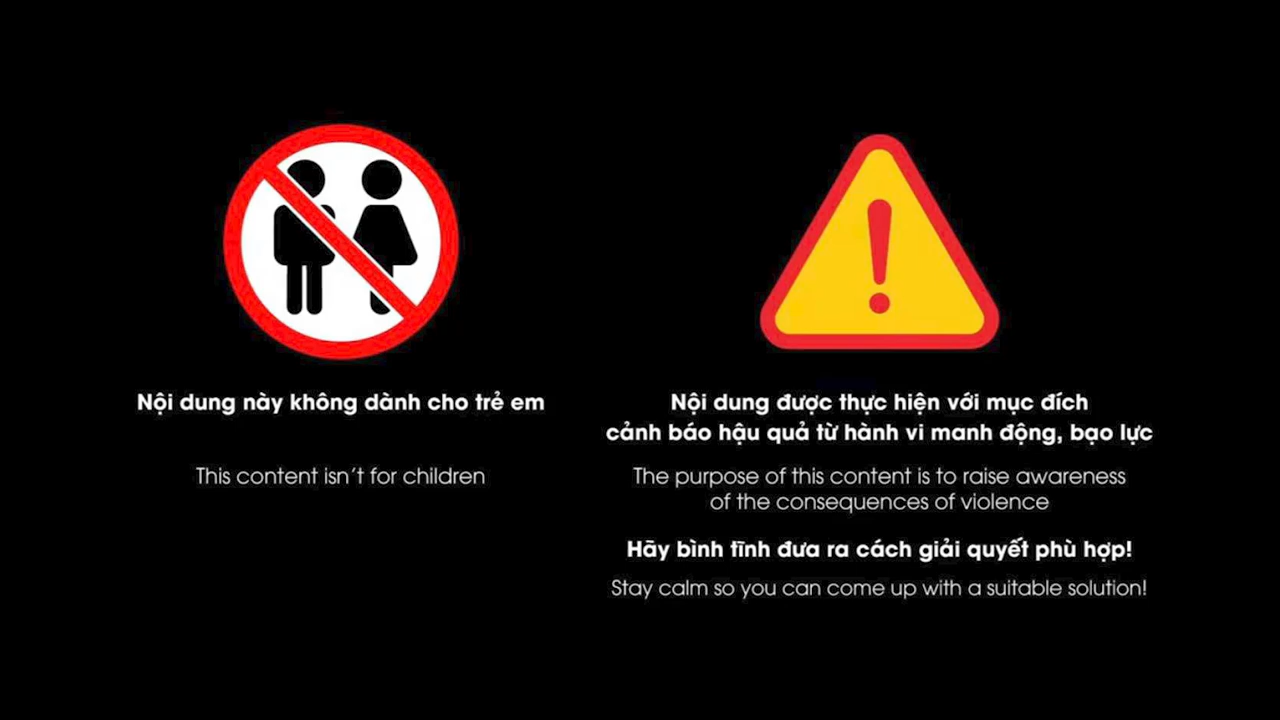 Nội dung này không dành cho trẻ em
This content isn't for children
Nội dung được thực hiện với mục đích
cảnh báo hậu quả từ hành vi manh động, bạo lực
The purpose of this content is to raise awareness
of the consequences of violence
Hãy bình tĩnh đưa ra cách giải quyết phù hợp!
Stay calm so you can come up with a suitable solution!